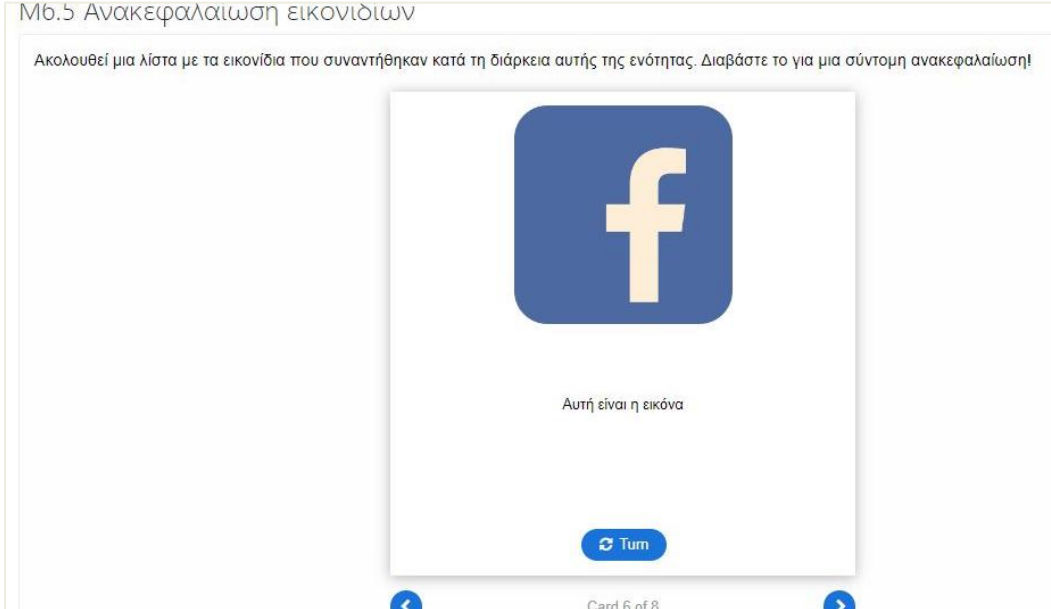 M6.5 Ανακεφαλαίωση εικονιδίων
Ακολουθεί μια λίστα με τα εικονίδια που συναντήθηκαν κατά τη διάρκεια αυτής της ενότητας. Διαβάστε το για μια σύντομη ανακεφαλαίωση!
f
Αυτή είναι η εικόνα
Turn
Card 6 of 8